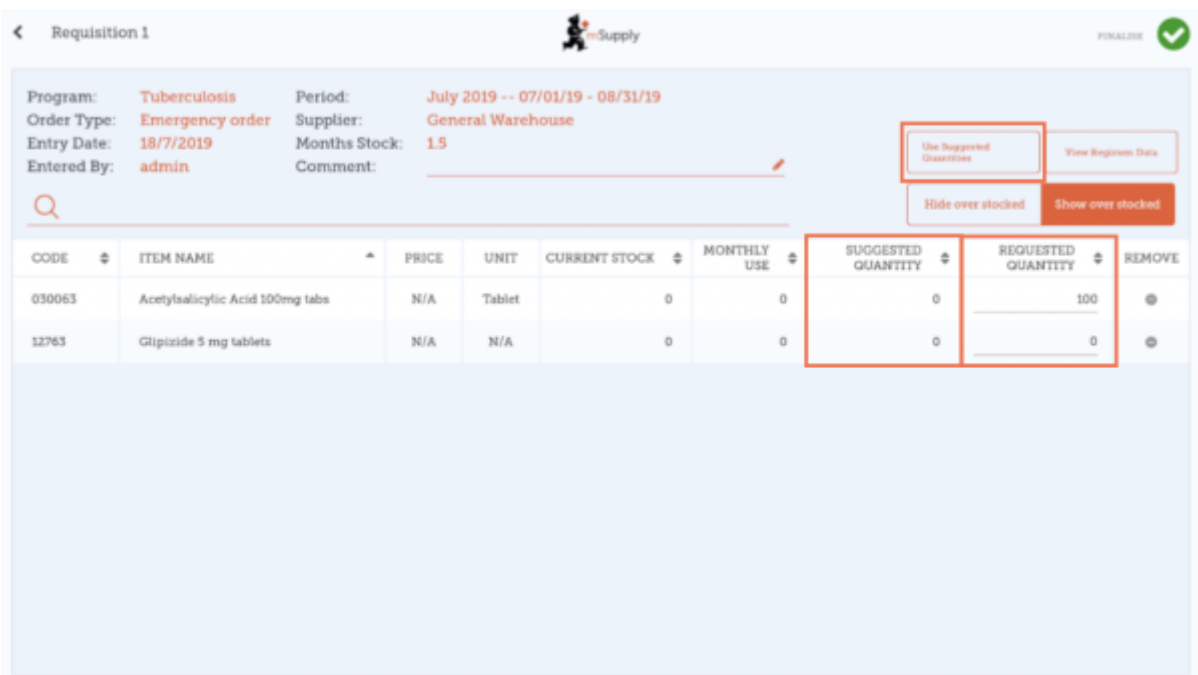 Requisition 1
mSupply
FINALISE
Program: Tuberculosis Period: July 2019 -- 07/01/19 - 08/31/19
Order Type: Emergency order Supplier: General Warehouse
Entry Date: 18/7/2019 Months Stock: 1.5
Entered By: admin Comment:
Use Suggested
Quantities
View Regimen Data
Hide over stocked Show over stocked
CODE ITEM NAME PRICE UNIT CURRENT STOCK MONTHLY USE SUGGESTED QUANTITY REQUESTED QUANTITY REMOVE
030063 Acetylsalicylic Acid 100mg tabs N/A Tablet 0 0 0 100
12763 Glipizide 5 mg tablets N/A N/A 0 0 0 0